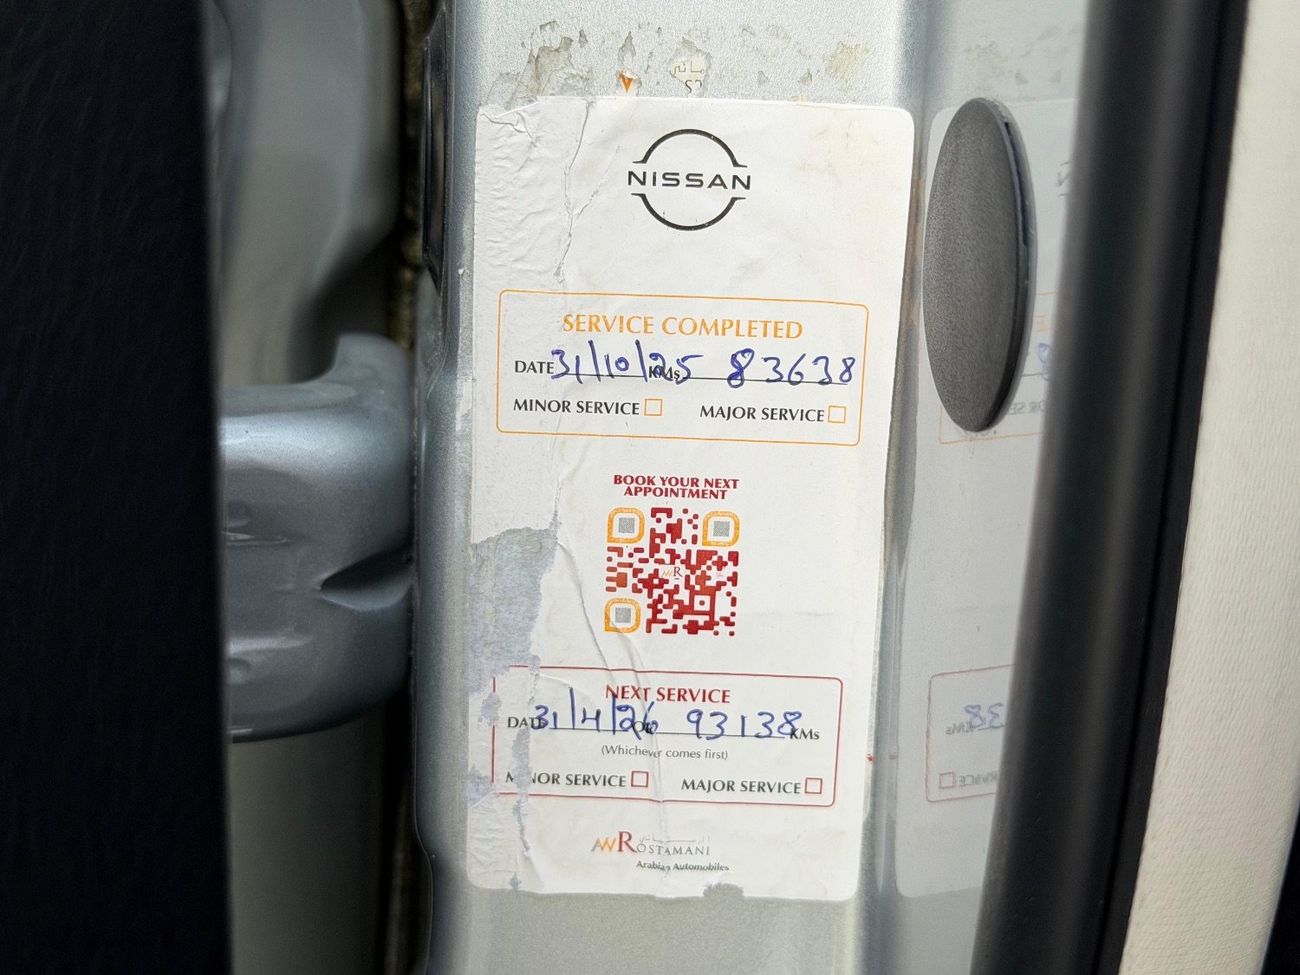 NISSAN
SERVICE COMPLETED
DATE 31/10/25 KMs 83638
MINOR SERVICE MAJOR SERVICE
BOOK YOUR NEXT
APPOINTMENT
NEXT SERVICE
DATE 31/4/26 OR 93138 KMs
(Whichever comes first)
MINOR SERVICE MAJOR SERVICE
AWROSTAMANI
Arabian Automobiles